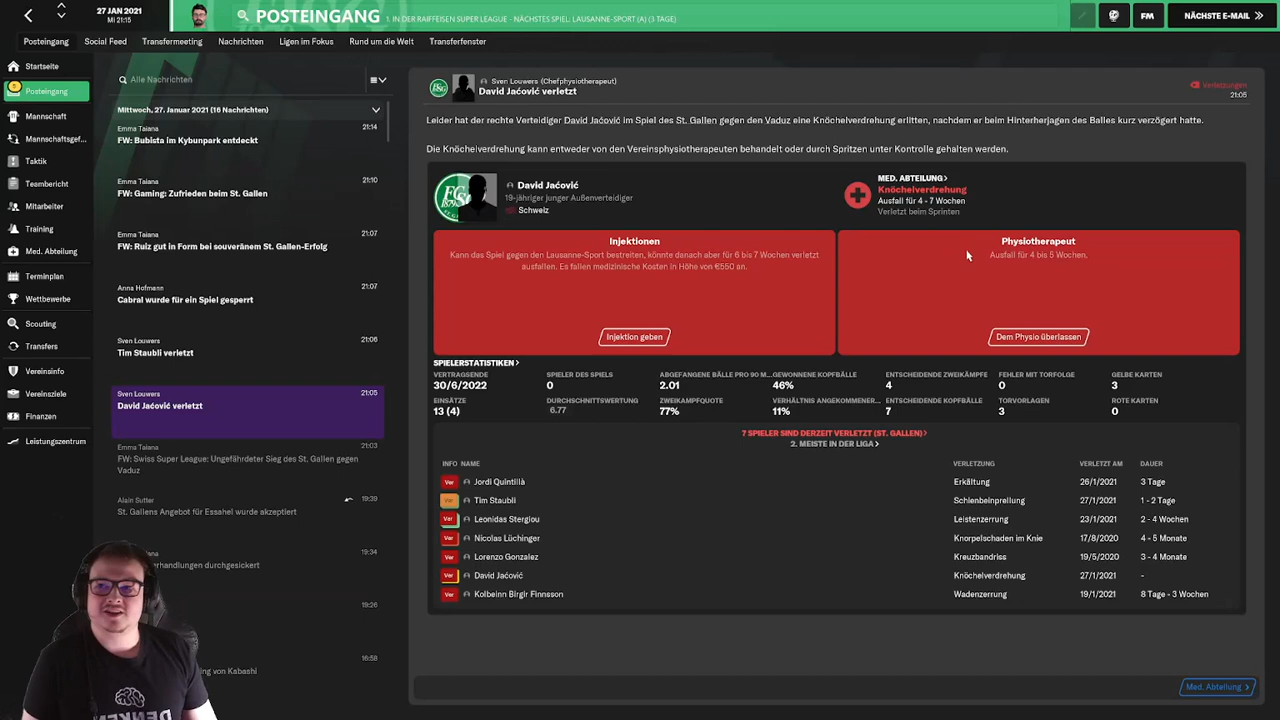 27 JAN 2021
MI 21:15
POSTEINGANG
1. IN DER RAIFFEISEN SUPER LEAGUE - NÄCHSTES SPIEL: LAUSANNE-SPORT (A) (3 TAGE)
FM
NÄCHSTE E-MAIL
Posteingang
Social Feed
Transfermeeting
Nachrichten
Ligen im Fokus
Rund um die Welt
Transferfenster
Startseite
Posteingang
Mannschaft
Mannschaftsgef...
Taktik
Teambericht
Mitarbeiter
Training
Med. Abteilung
Terminplan
Wettbewerbe
Scouting
Transfers
Vereinsinfo
Vereinsziele
Finanzen
Leistungszentrum
Alle Nachrichten
Mittwoch, 27. Januar 2021 (16 Nachrichten)
Emma Taiana 21:14
FW: Bubista im Kybunpark entdeckt
Emma Taiana 21:10
FW: Gaming: Zufrieden beim St. Gallen
Emma Taiana 21:07
FW: Ruiz gut in Form bei souveränem St. Gallen-Erfolg
Anna Hofmann 21:07
Cabral wurde für ein Spiel gesperrt
Sven Louwers 21:06
Tim Staubli verletzt
Sven Louwers 21:05
David Jaćović verletzt
Emma Taiana 21:03
FW: Swiss Super League: Ungefährdeter Sieg des St. Gallen gegen
Vaduz
Alain Sutter 19:39
St. Gallens Angebot für Essahel wurde akzeptiert
19:34
erhandlungen durchgesickert
19:26
16:58
ing von Kabashi
DENKEN
Sven Louwers (Chefphysiotherapeut)
David Jaćović verletzt
Verletzungen
21:05
Leider hat der rechte Verteidiger David Jaćović im Spiel des St. Gallen gegen den Vaduz eine Knöchelverdrehung erlitten, nachdem er beim Hinterherjagen des Balles kurz verzögert hatte.
Die Knöchelverdrehung kann entweder von den Vereinsphysiotherapeuten behandelt oder durch Spritzen unter Kontrolle gehalten werden.
David Jaćović
19-jähriger junger Außenverteidiger
Schweiz
MED. ABTEILUNG
Knöchelverdrehung
Ausfall für 4 - 7 Wochen
Verletzt beim Sprinten
Injektionen
Kann das Spiel gegen den Lausanne-Sport bestreiten, könnte danach aber für 6 bis 7 Wochen verletzt
ausfallen. Es fallen medizinische Kosten in Höhe von €550 an.
Injektion geben
Physiotherapeut
Ausfall für 4 bis 5 Wochen.
Dem Physio überlassen
SPIELERSTATISTIKEN
VERTRAGSENDE SPIELER DES SPIELS ABGEFANGENE BÄLLE PRO 90 M... GEWONNENE KOPFBÄLLE ENTSCHEIDENDE ZWEIKÄMPFE FEHLER MIT TORFOLGE GELBE KARTEN
30/6/2022 0 2.01 46% 4 0 3
EINSÄTZE DURCHSCHNITTSWERTUNG ZWEIKAMPFQUOTE VERHÄLTNIS ANGEKOMMENER... ENTSCHEIDENDE KOPFBÄLLE TORVORLAGEN ROTE KARTEN
13 (4) 6.77 77% 11% 7 3 0
7 SPIELER SIND DERZEIT VERLETZT (ST. GALLEN)
2. MEISTE IN DER LIGA
INFO NAME VERLETZUNG VERLETZT AM DAUER
Ver Jordi Quintillà Erkältung 26/1/2021 3 Tage
Ver Tim Staubli Schienbeinprellung 27/1/2021 1 - 2 Tage
Ver Leonidas Stergiou Leistenzerrung 23/1/2021 2 - 4 Wochen
Ver Nicolas Lüchinger Knorpelschaden im Knie 17/8/2020 4 - 5 Monate
Ver Lorenzo Gonzalez Kreuzbandriss 19/5/2020 3 - 4 Monate
Ver David Jaćović Knöchelverdrehung 27/1/2021 -
Ver Kolbeinn Birgir Finnsson Wadenzerrung 19/1/2021 8 Tage - 3 Wochen
Med. Abteilung